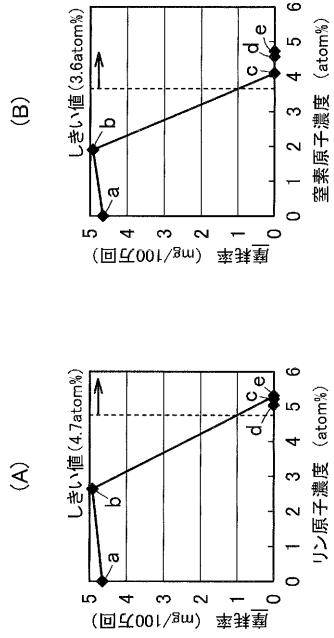 (A)
しきい値(4.7atom%)
摩耗率 (mg/100万回)
5
4
3
2
1
0
a
b
c
d
e
0 1 2 3 4 5 6
リン原子濃度 (atom%)
(B)
しきい値(3.6atom%)
摩耗率 (mg/100万回)
5
4
3
2
1
0
a
b
c
d
e
0 1 2 3 4 5 6
窒素原子濃度 (atom%)